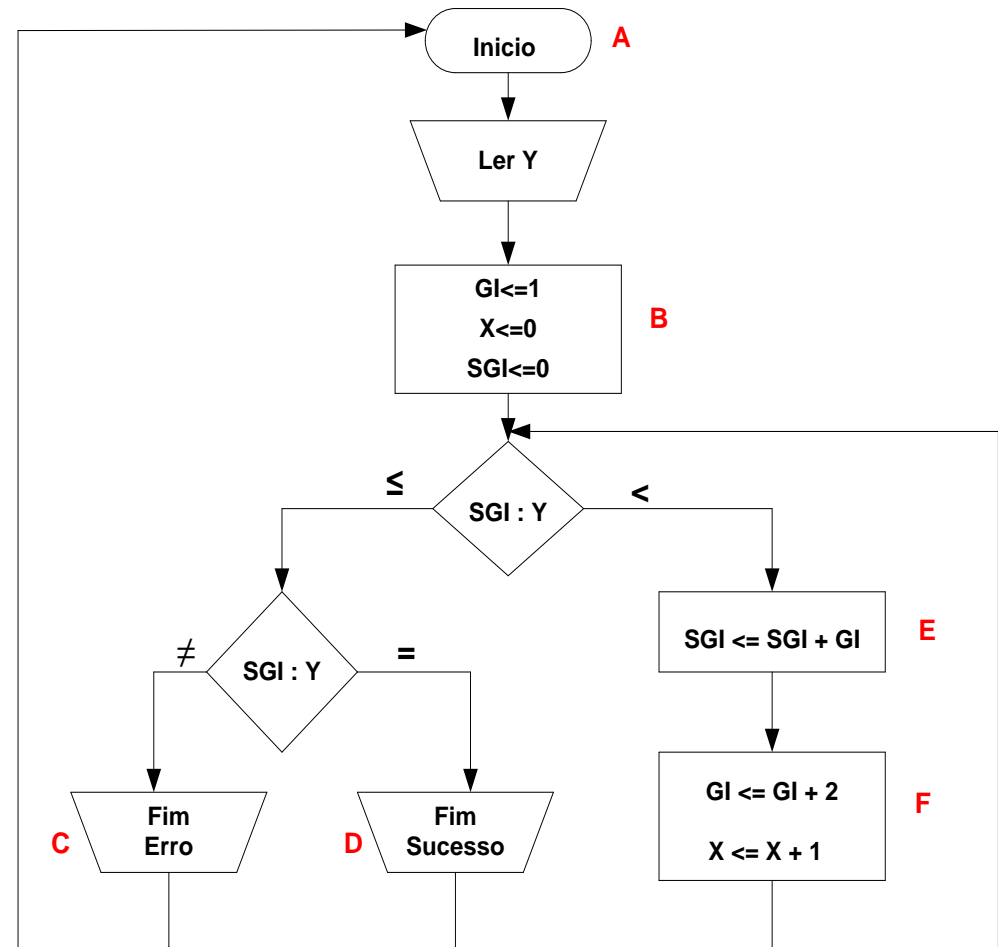 Inicio
A
Ler Y
GI<=1
X<=0
SGI<=0
B
≤
SGI : Y
<
≠
SGI : Y
=
SGI <= SGI + GI
E
Fim
Erro
C
Fim
Sucesso
D
GI <= GI + 2
X <= X + 1
F